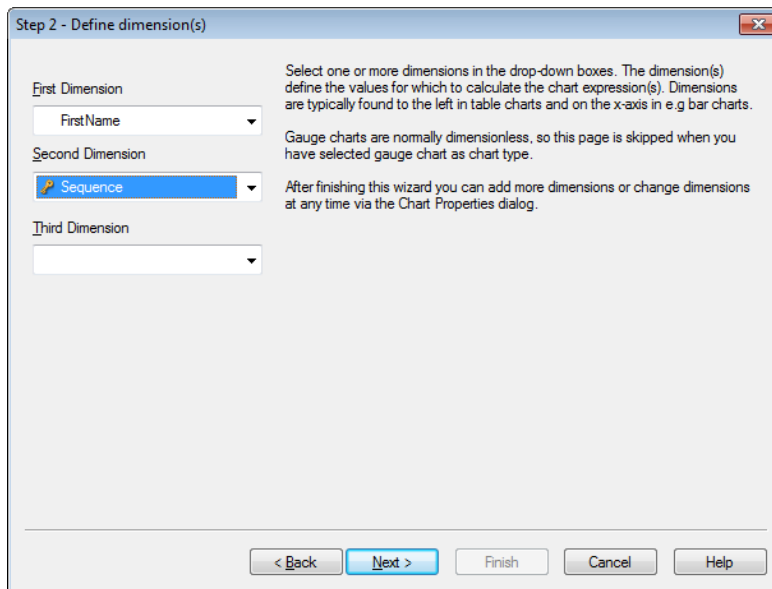 Step 2 - Define dimension(s)
First Dimension
FirstName
Second Dimension
Sequence
Third Dimension
Select one or more dimensions in the drop-down boxes. The dimension(s)
define the values for which to calculate the chart expression(s). Dimensions
are typically found to the left in table charts and on the x-axis in e.g bar charts.
Gauge charts are normally dimensionless, so this page is skipped when you
have selected gauge chart as chart type.
After finishing this wizard you can add more dimensions or change dimensions
at any time via the Chart Properties dialog.
< Back
Next >
Finish
Cancel
Help